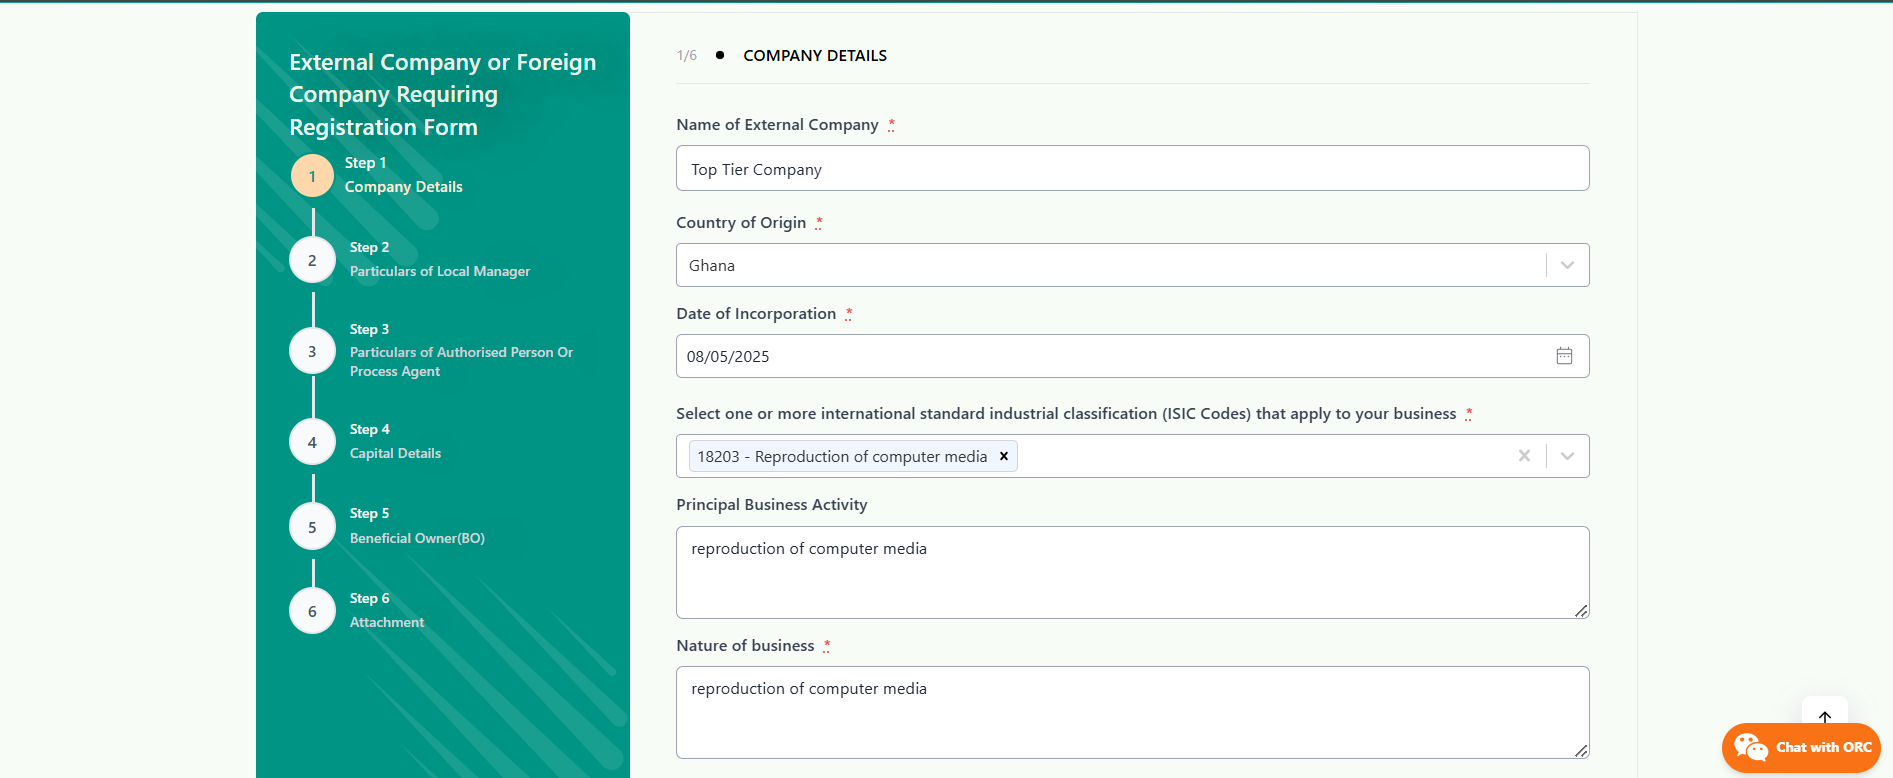 External Company or Foreign
Company Requiring
Registration Form
1
Step 1
Company Details
2
Step 2
Particulars of Local Manager
3
Step 3
Particulars of Authorised Person Or
Process Agent
4
Step 4
Capital Details
5
Step 5
Beneficial Owner(BO)
6
Step 6
Attachment
1/6 ● COMPANY DETAILS
Name of External Company *
Top Tier Company
Country of Origin *
Ghana
Date of Incorporation *
08/05/2025
Select one or more international standard industrial classification (ISIC Codes) that apply to your business *
18203 - Reproduction of computer media ×
Principal Business Activity
reproduction of computer media
Nature of business *
reproduction of computer media
Chat with ORC